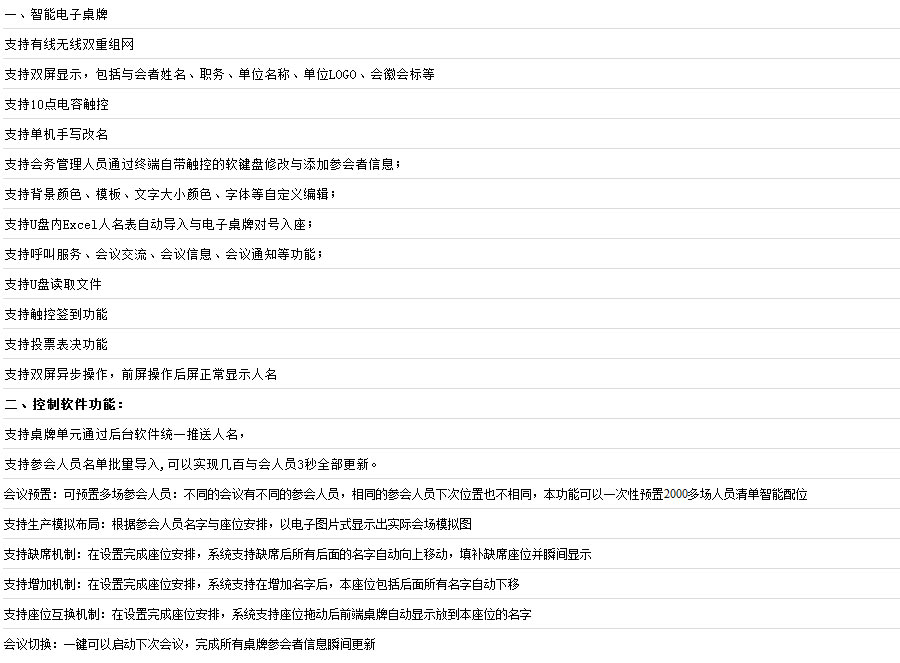 一、智能电子桌牌
支持有线无线双重组网
支持双屏显示，包括与会者姓名、职务、单位名称、单位LOGO、会徽会标等
支持10点电容触控
支持单机手写改名
支持会务管理人员通过终端自带触控的软键盘修改与添加参会者信息；
支持背景颜色、模板、文字大小颜色、字体等自定义编辑；
支持U盘内Excel人名表自动导入与电子桌牌对号入座；
支持呼叫服务、会议交流、会议信息、会议通知等功能；
支持U盘读取文件
支持触控签到功能
支持投票表决功能
支持双屏异步操作，前屏操作后屏正常显示人名
二、控制软件功能：
支持桌牌单元通过后台软件统一推送人名，
支持参会人员名单批量导入,可以实现几百与会人员3秒全部更新。
会议预置：可预置多场参会人员：不同的会议有不同的参会人员，相同的参会人员下次位置也不相同，本功能可以一次性预置2000多场人员清单智能配位
支持生产模拟布局：根据参会人员名字与座位安排，以电子图片式显示出实际会场模拟图
支持缺席机制：在设置完成座位安排，系统支持缺席后所有后面的名字自动向上移动，填补缺席座位并瞬间显示
支持增加机制：在设置完成座位安排，系统支持在增加名字后，本座位包括后面所有名字自动下移
支持座位互换机制：在设置完成座位安排，系统支持座位拖动后前端桌牌自动显示放到本座位的名字
会议切换：一键可以启动下次会议，完成所有桌牌参会者信息瞬间更新